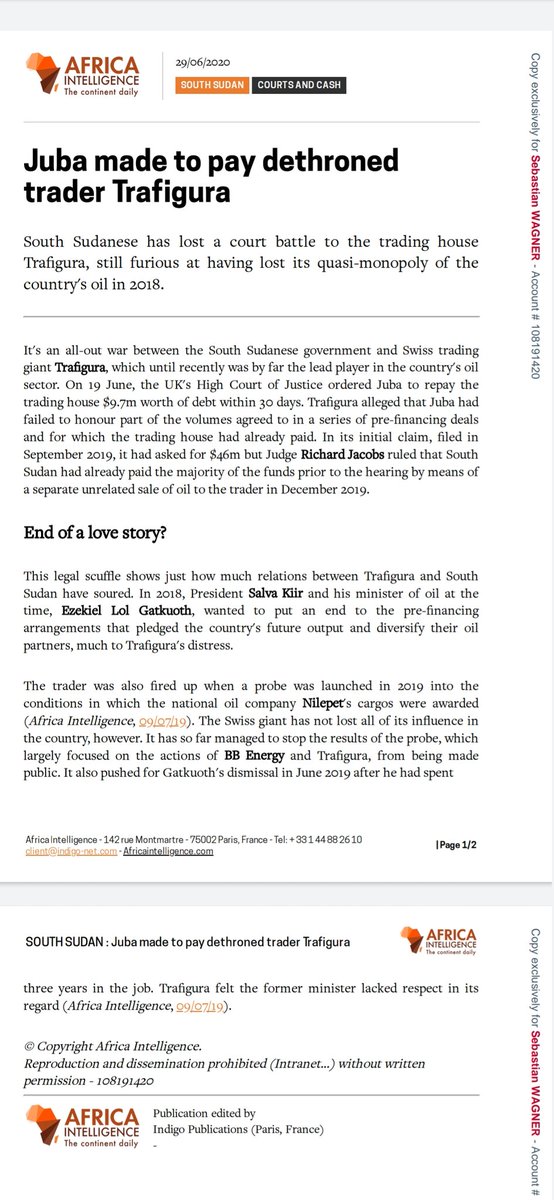 AFRICA
INTELLIGENCE
The continent daily
29/06/2020
SOUTH SUDAN COURTS AND CASH
Copy exclusively for Sebastian WAGNER - Account # 108191420
Juba made to pay dethroned
trader Trafigura
South Sudanese has lost a court battle to the trading house
Trafigura, still furious at having lost its quasi-monopoly of the
country's oil in 2018.
It's an all-out war between the South Sudanese government and Swiss trading
giant Trafigura, which until recently was by far the lead player in the country's oil
sector. On 19 June, the UK's High Court of Justice ordered Juba to repay the
trading house $9.7m worth of debt within 30 days. Trafigura alleged that Juba had
failed to honour part of the volumes agreed to in a series of pre-financing deals
and for which the trading house had already paid. In its initial claim, filed in
September 2019, it had asked for $46m but Judge Richard Jacobs ruled that South
Sudan had already paid the majority of the funds prior to the hearing by means of
a separate unrelated sale of oil to the trader in December 2019.
End of a love story?
This legal scuffle shows just how much relations between Trafigura and South
Sudan have soured. In 2018, President Salva Kiir and his minister of oil at the
time, Ezekiel Lol Gatkuoth, wanted to put an end to the pre-financing
arrangements that pledged the country's future output and diversify their oil
partners, much to Trafigura's distress.
The trader was also fired up when a probe was launched in 2019 into the
conditions in which the national oil company Nilepet's cargos were awarded
(Africa Intelligence, 09/07/19). The Swiss giant has not lost all of its influence in
the country, however. It has so far managed to stop the results of the probe, which
largely focused on the actions of BB Energy and Trafigura, from being made
public. It also pushed for Gatkuoth's dismissal in June 2019 after he had spent
Africa Intelligence - 142 rue Montmartre - 75002 Paris, France - Tel: + 33 1 44 88 26 10
client@indigo-net.com - Africaintelligence.com
| Page 1/2
SOUTH SUDAN : Juba made to pay dethroned trader Trafigura
AFRICA
INTELLIGENCE
The continent daily
Copy exclusively for Sebastian WAGNER - Account #
three years in the job. Trafigura felt the former minister lacked respect in its
regard (Africa Intelligence, 09/07/19).
© Copyright Africa Intelligence.
Reproduction and dissemination prohibited (Intranet...) without written
permission - 108191420
AFRICA
INTELLIGENCE
The continent daily
Publication edited by
Indigo Publications (Paris, France)
-